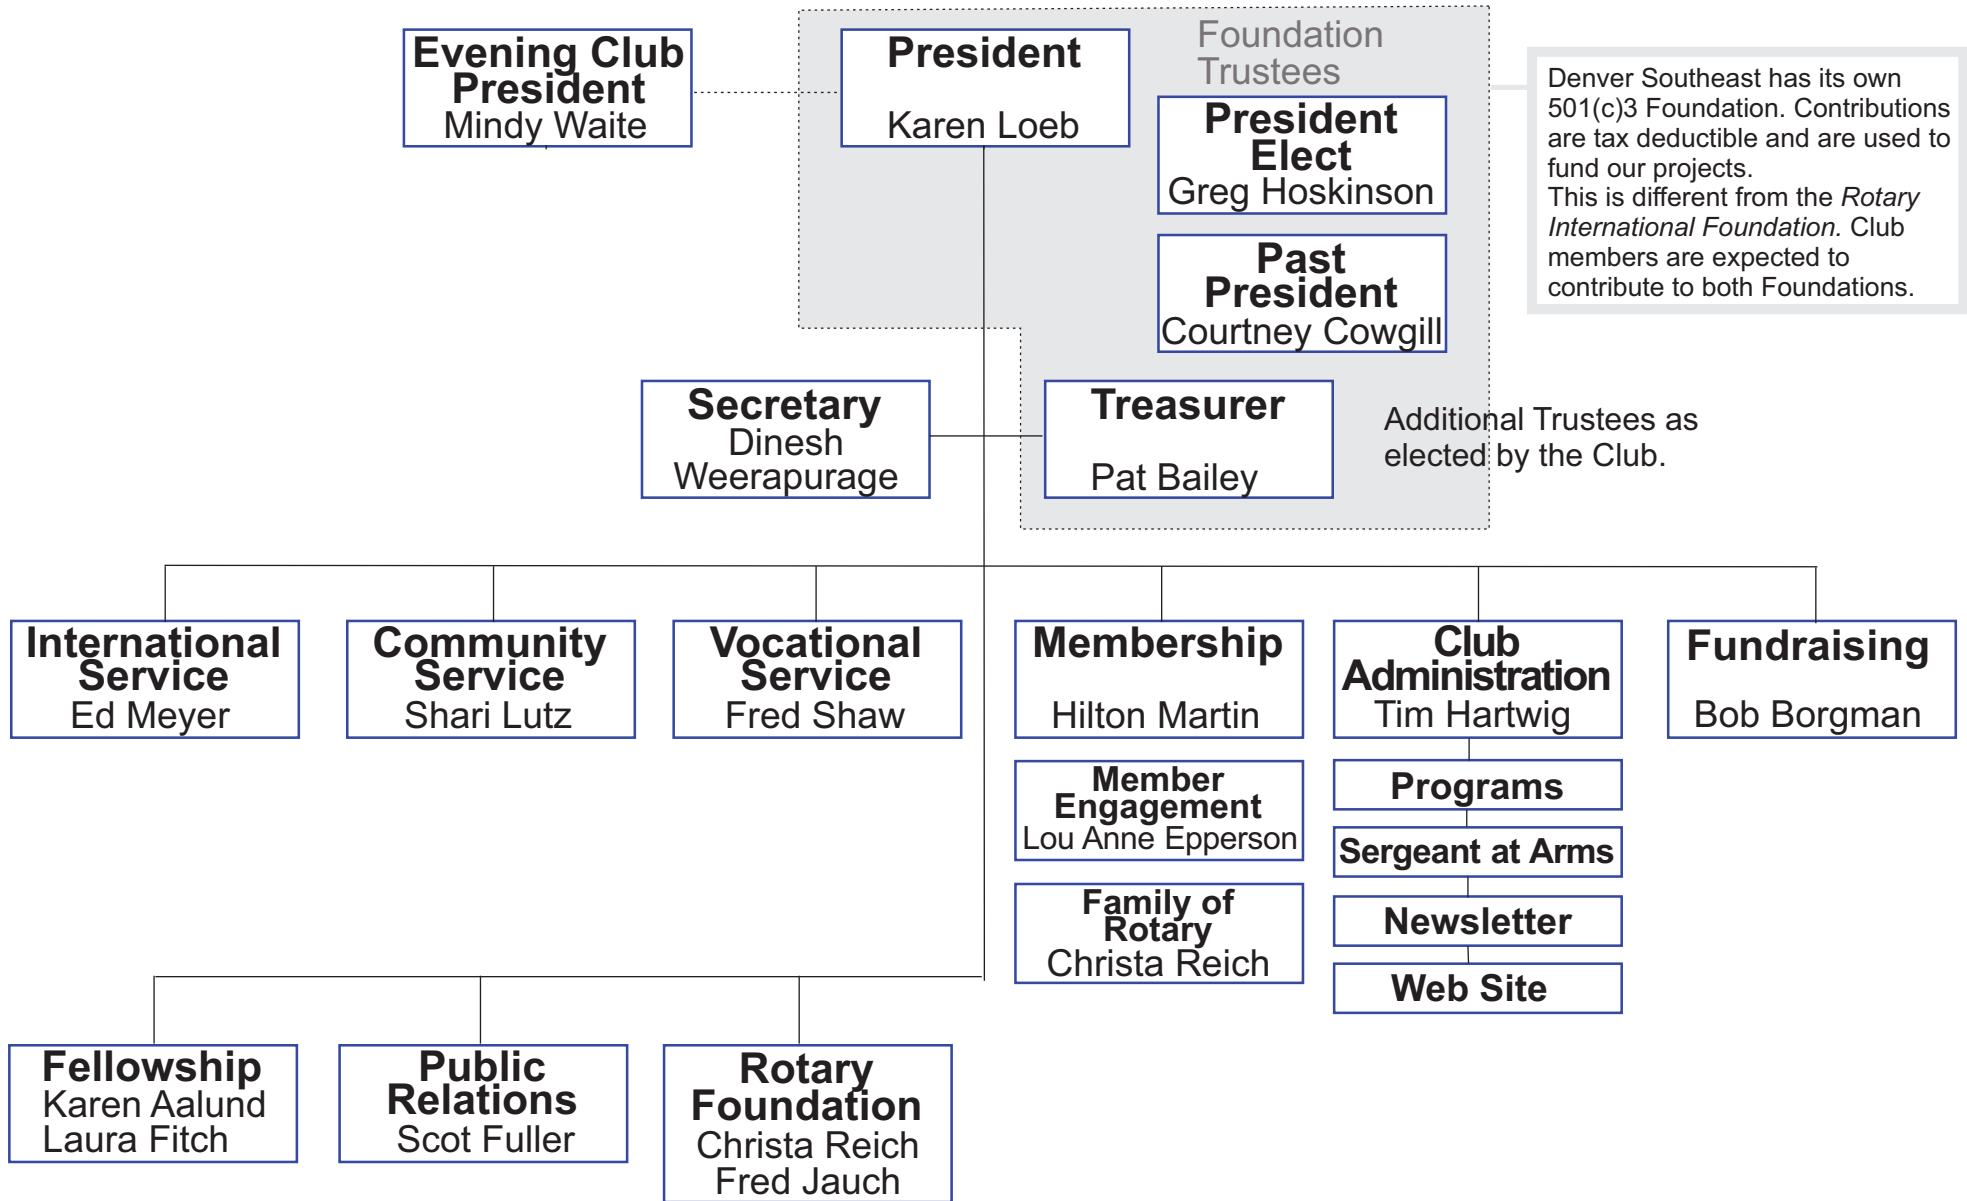 Evening Club
President
Mindy Waite
President
Karen Loeb
Foundation
Trustees
President
Elect
Greg Hoskinson
Past
President
Courtney Cowgill
Denver Southeast has its own
501(c)3 Foundation. Contributions
are tax deductible and are used to
fund our projects.
This is different from the Rotary
International Foundation. Club
members are expected to
contribute to both Foundations.
Secretary
Dinesh
Weerapurage
Treasurer
Pat Bailey
Additional Trustees as
elected by the Club.
International
Service
Ed Meyer
Community
Service
Shari Lutz
Vocational
Service
Fred Shaw
Membership
Hilton Martin
Club
Administration
Tim Hartwig
Fundraising
Bob Borgman
Member
Engagement
Lou Anne Epperson
Family of
Rotary
Christa Reich
Programs
Sergeant at Arms
Newsletter
Web Site
Fellowship
Karen Aalund
Laura Fitch
Public
Relations
Scot Fuller
Rotary
Foundation
Christa Reich
Fred Jauch